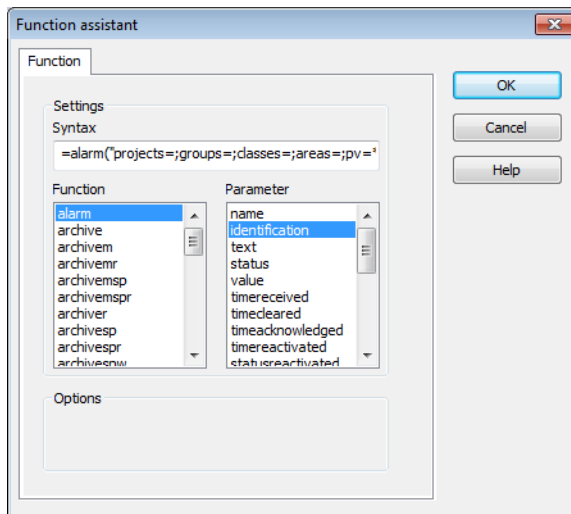 Function assistant
Function
Settings
Syntax
=alarm("projects=;groups=;classes=;areas=;pv=*
Function
alarm
archive
archivem
archivemr
archivemsp
archivemspr
archiver
archivesp
archivespr
archivespw
Parameter
name
identification
text
status
value
timereceived
timecleared
timeacknowledged
timereactivated
statusreactivated
Options
OK
Cancel
Help